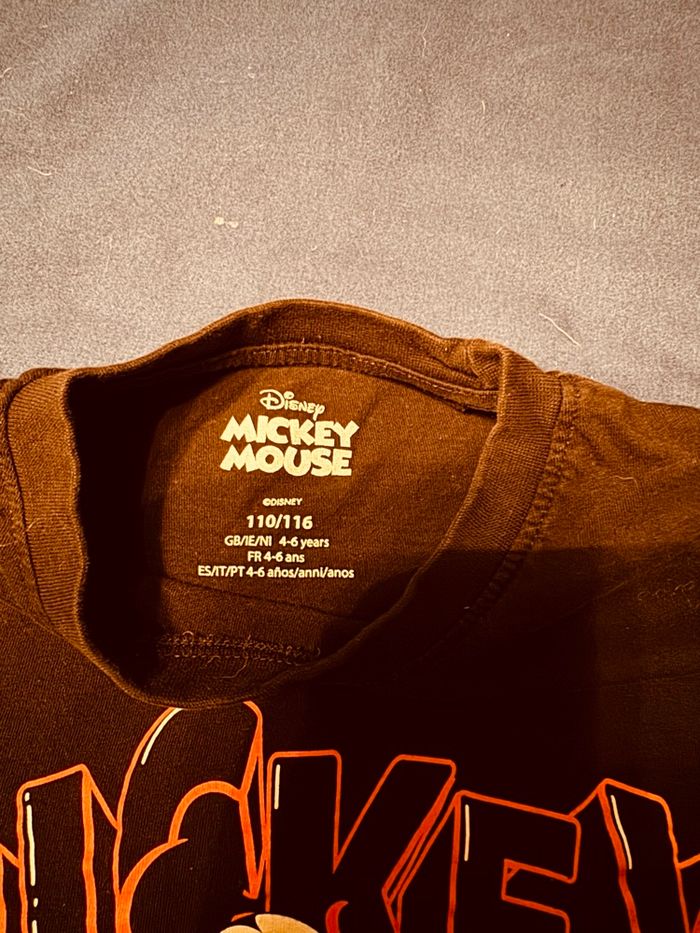 Disney
MICKEY
MOUSE
©DISNEY
110/116
GB/IE/NI 4-6 years
FR 4-6 ans
ES/IT/PT 4-6 años/anni/anos
MICKEY